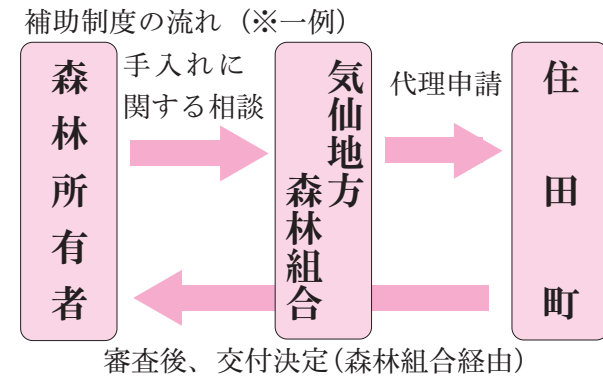 補助制度の流れ(※一例)
森林所有者
手入れに
関する相談
気仙地方
森林組合
代理申請
住田町
審査後、交付決定(森林組合経由)